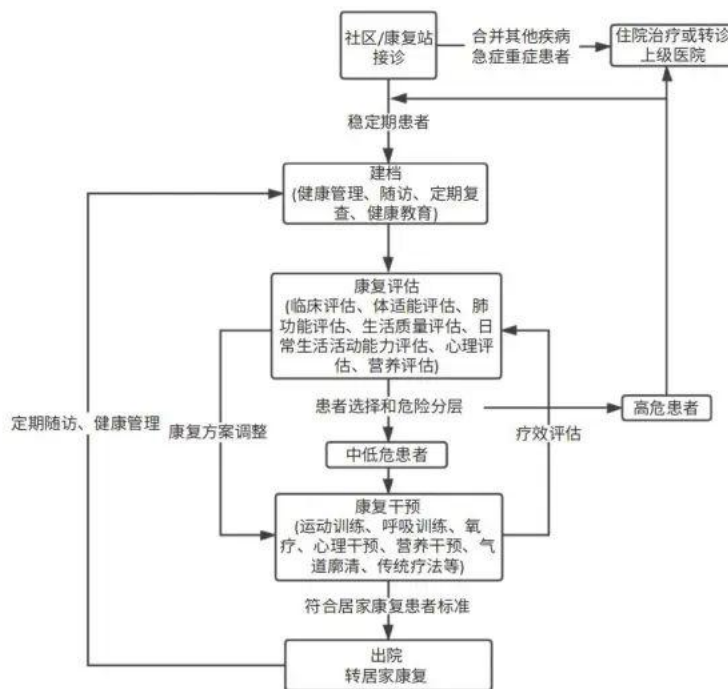 社区/康复站
接诊
合并其他疾病
急症重症患者
住院治疗或转诊
上级医院
稳定期患者
建档
(健康管理、随访、定期复
查、健康教育)
康复评估
(临床评估、体适能评估、肺
功能评估、生活质量评估、日
常生活活动能力评估、心理评
估、营养评估)
患者选择和危险分层
高危患者
定期随访、健康管理
康复方案调整
疗效评估
中低危患者
康复干预
(运动训练、呼吸训练、氧
疗、心理干预、营养干预、气
道廓清、传统疗法等)
符合居家康复患者标准
出院
转居家康复